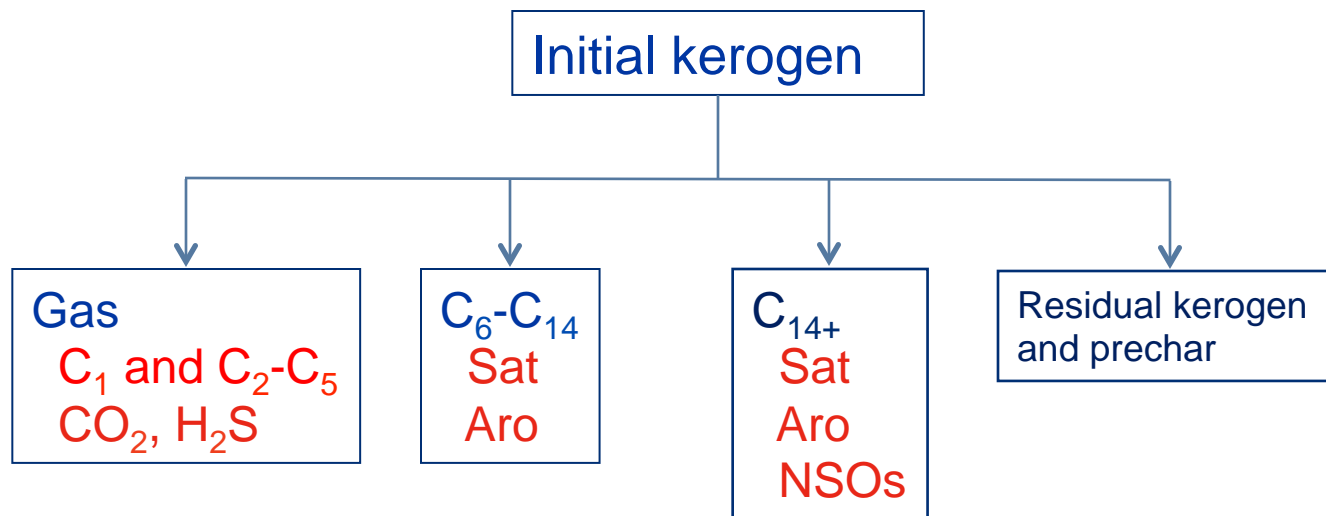 Initial kerogen
Gas
C₁ and C₂-C₅
CO₂, H₂S
C₆-C₁₄
Sat
Aro
C₁₄₊
Sat
Aro
NSOs
Residual kerogen
and prechar